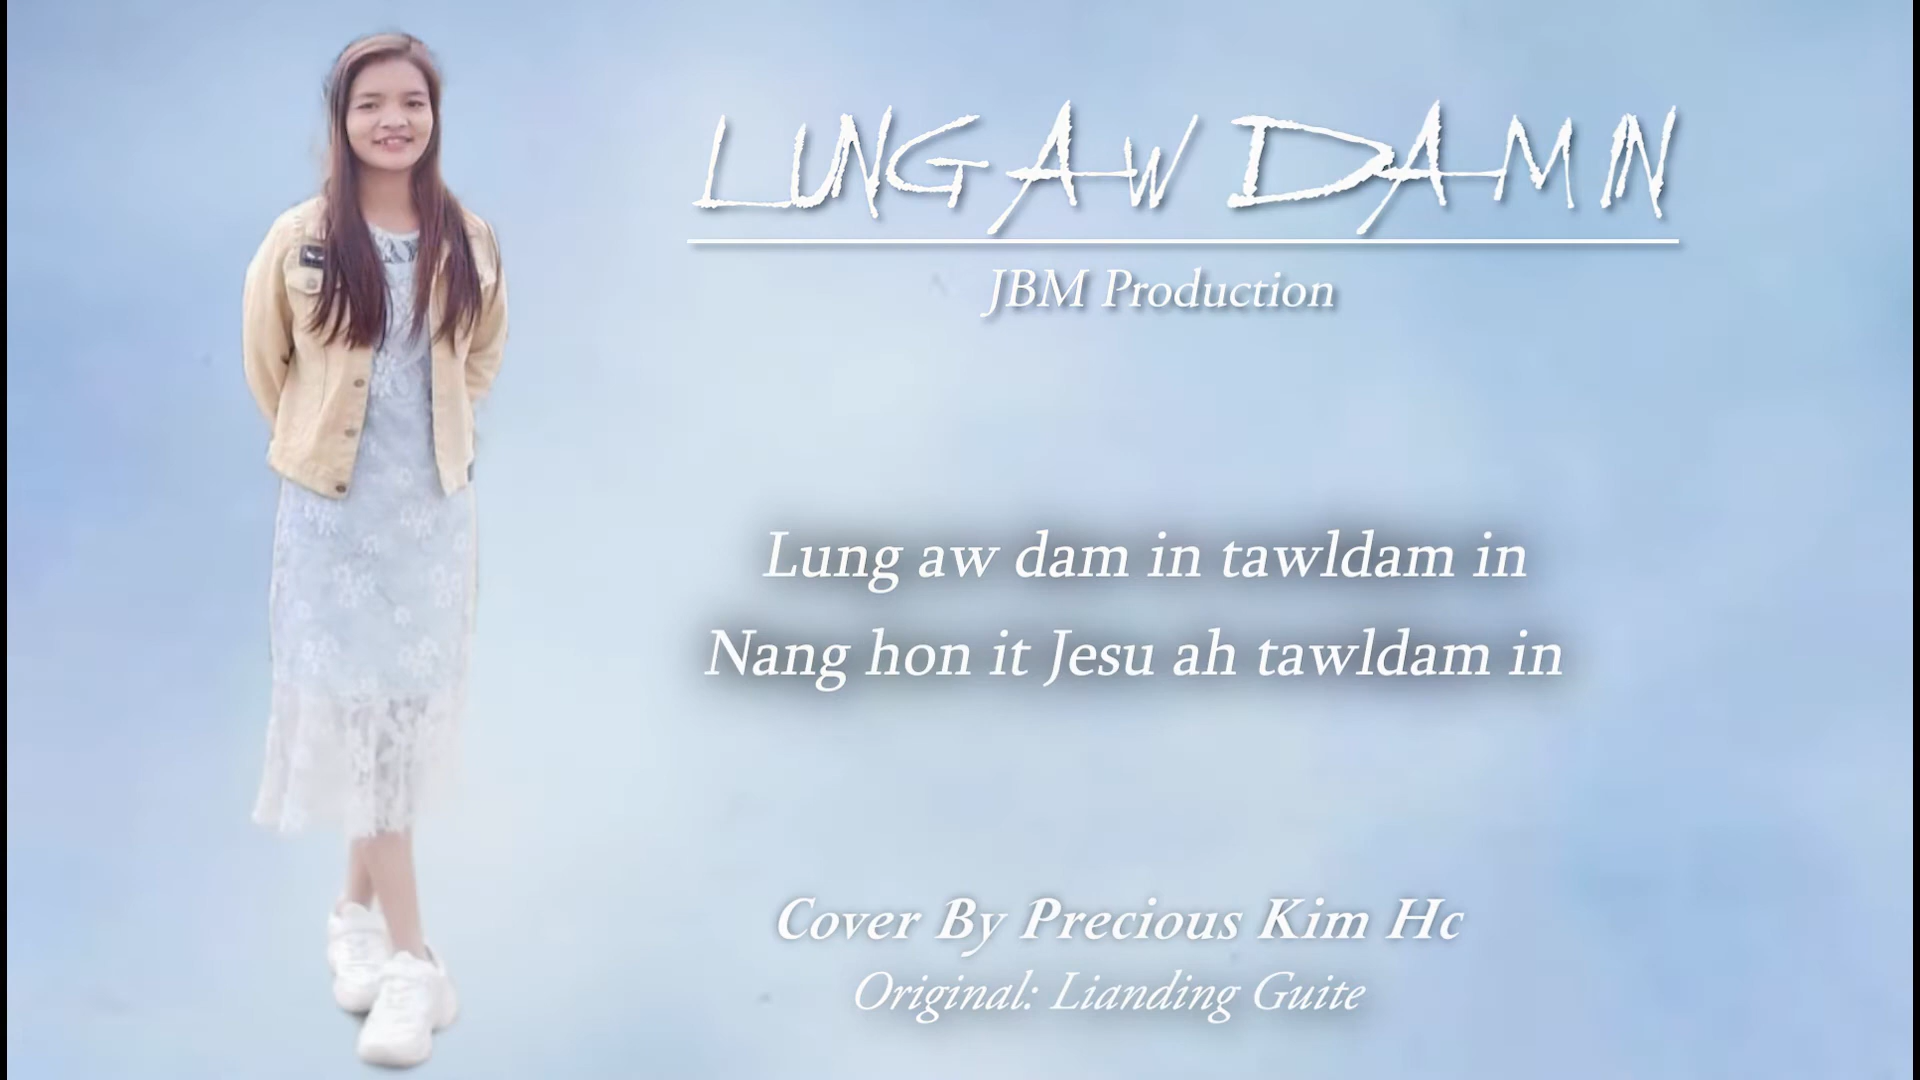 LUNG AW DAM IN
JBM Production
Lung aw dam in tawldam in
Nang hon it Jesu ah tawldam in
Cover By Precious Kim Hc
Original: Lianding Guite